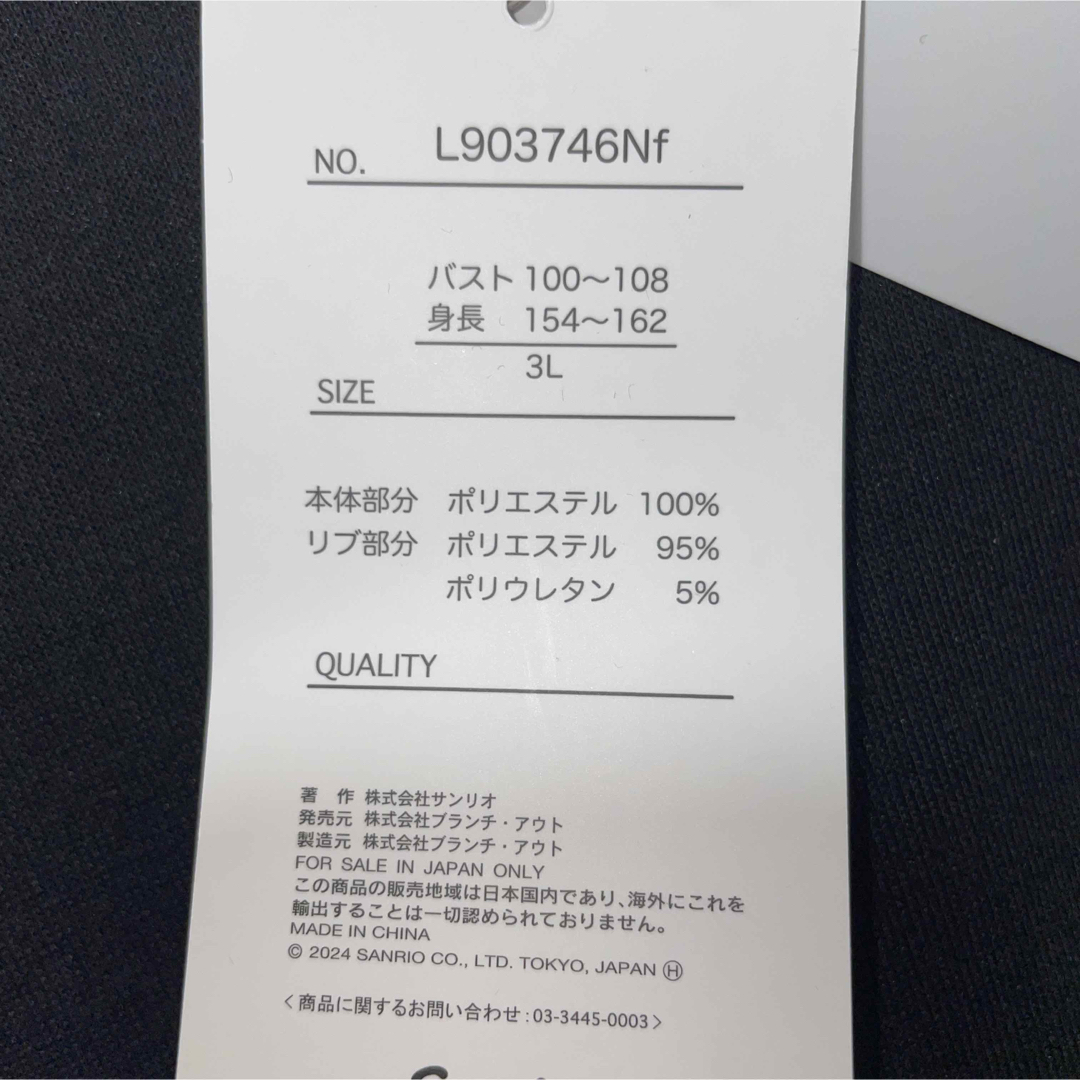 NO. L903746Nf
バスト 100～108
身長 154～162
3L
SIZE
本体部分 ポリエステル 100%
リブ部分 ポリエステル 95%
ポリウレタン 5%
QUALITY
著 作 株式会社サンリオ
発売元 株式会社ブランチ・アウト
製造元 株式会社ブランチ・アウト
FOR SALE IN JAPAN ONLY
この商品の販売地域は日本国内であり、海外にこれを
輸出することは一切認められておりません。
MADE IN CHINA
© 2024 SANRIO CO., LTD. TOKYO, JAPAN Ⓗ
＜商品に関するお問い合わせ：03-3445-0003＞